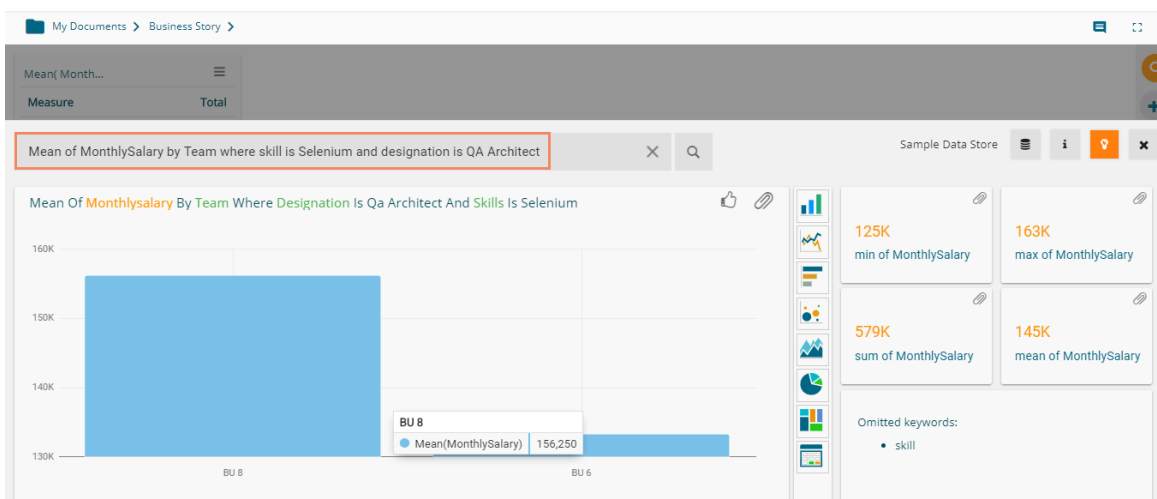 My Documents > Business Story >
Mean( Month...
Measure Total
Mean of MonthlySalary by Team where skill is Selenium and designation is QA Architect
Sample Data Store
Mean Of Monthlysalary By Team Where Designation Is Qa Architect And Skills Is Selenium
160K
150K
140K
130K
BU 8
Mean(MonthlySalary) 156,250
BU 8
BU 6
125K
min of MonthlySalary
163K
max of MonthlySalary
579K
sum of MonthlySalary
145K
mean of MonthlySalary
Omitted keywords:
• skill